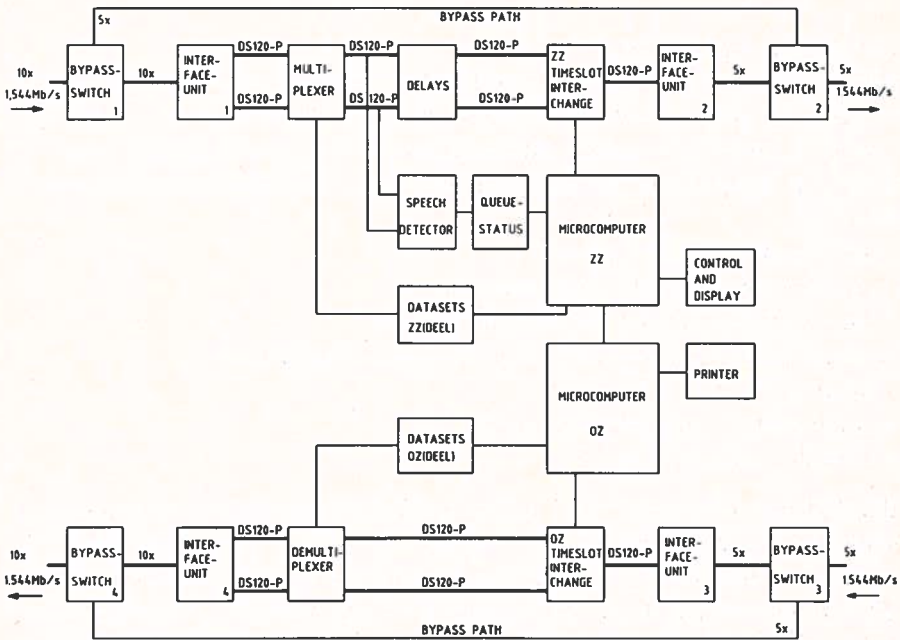 5x
BYPASS PATH
5x
10x
1,544Mb/s
BYPASS-
SWITCH
1
10x
INTER-
FACE-
UNIT
1
DS120-P
DS120-P
MULTI-
PLEXER
DS120-P
DS 120-P
DELAYS
DS120-P
DS120-P
ZZ
TIMESLOT
INTER-
CHANGE
DS120-P
INTER-
FACE-
UNIT
2
5x
BYPASS-
SWITCH
2
5x
1544Mb/s
SPEECH
DETECTOR
QUEUE-
STATUS
MICROCOMPUTER
ZZ
CONTROL
AND
DISPLAY
DATASETS
ZZ(DEEL)
MICROCOMPUTER
OZ
PRINTER
DATASETS
OZ(DEEL)
10x
1.544Mb/s
BYPASS-
SWITCH
4
10x
INTER-
FACE-
UNIT
4
DS120-P
DS120-P
DEMULTI-
PLEXER
DS120-P
DS120-P
OZ
TIMESLOT
INTER-
CHANGE
DS120-P
INTER-
FACE-
UNIT
3
5x
BYPASS-
SWITCH
3
5x
1544Mb/s
BYPASS PATH
5x